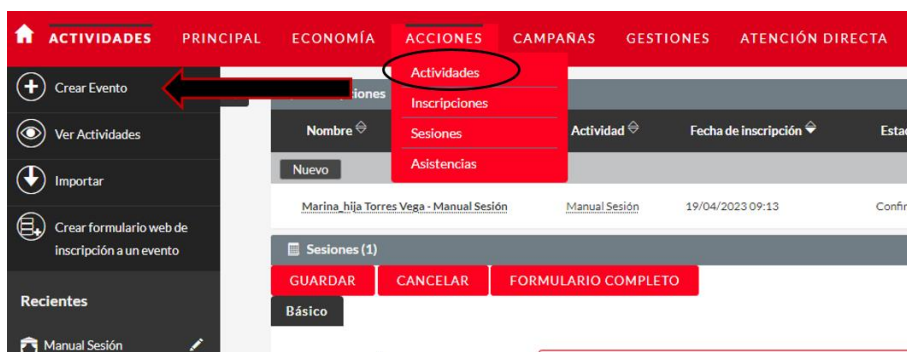 ACTIVIDADES PRINCIPAL ECONOMÍA ACCIONES CAMPAÑAS GESTIONES ATENCIÓN DIRECTA
Crear Evento
Ver Actividades
Importar
Crear formulario web de
inscripción a un evento
Recientes
Manual Sesión
Actividades
Inscripciones
Sesiones
Asistencias
Nombre Actividad Fecha de inscripción
Nuevo
Marina_hija Torres Vega - Manual Sesión Manual Sesión 19/04/2023 09:13
Sesiones (1)
GUARDAR CANCELAR FORMULARIO COMPLETO
Básico